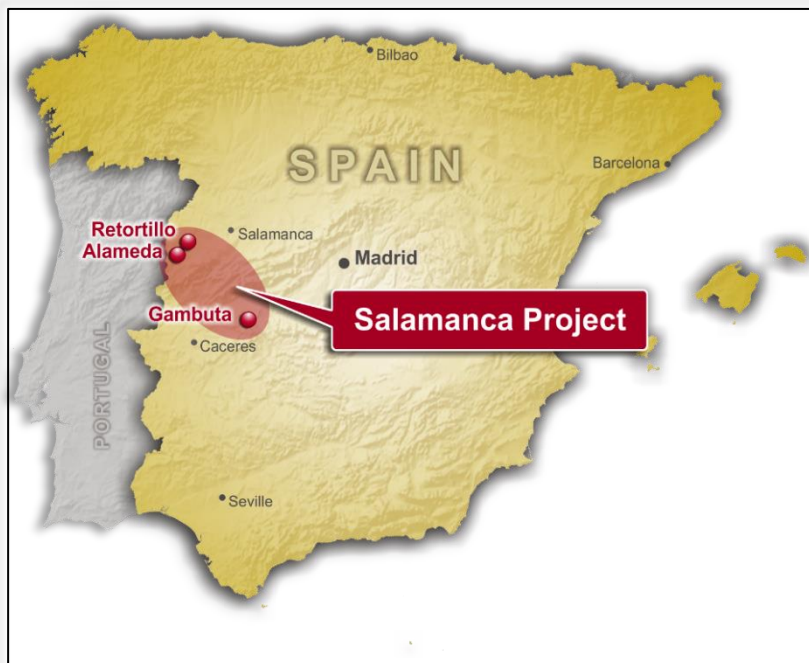 Bilbao
SPAIN
Barcelona
Retortillo
Salamanca
Alameda
Madrid
Gambuta
Salamanca Project
Caceres
PORTUGAL
Seville